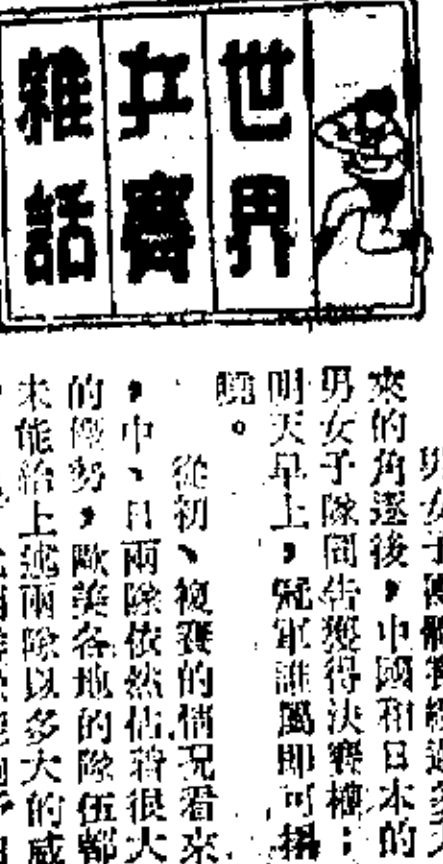 世界
乒賽
雜話
男女子團體賽經過多
來的角逐後，中國和日本的
男女子隊同告獲得決賽權；
明天早上，冠軍誰屬即可揭
曉。
從初、複賽的情況看來
，中、日兩隊依然佔着很大
的優勢，歐美各地的隊伍都
未能給上述兩隊以多大的威